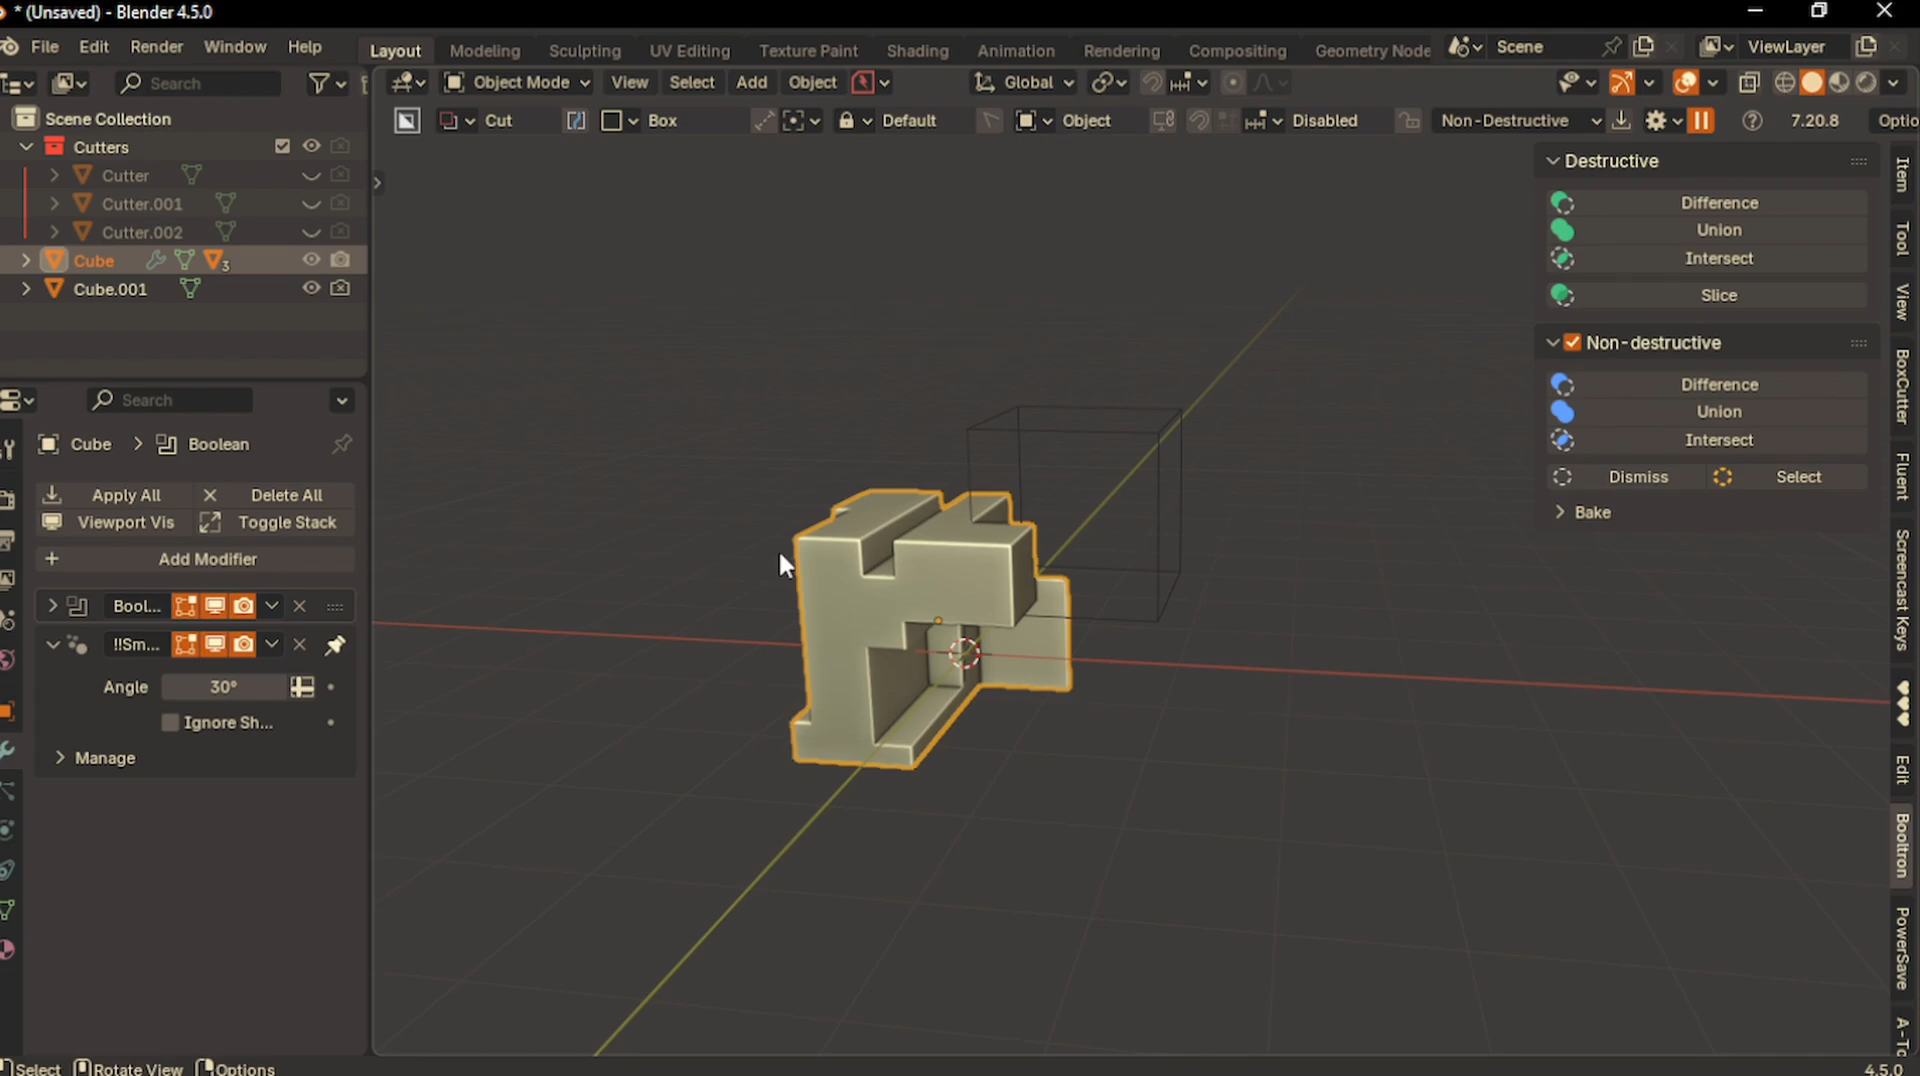 * (Unsaved) - Blender 4.5.0
File Edit Render Window Help
Layout Modeling Sculpting UV Editing Texture Paint Shading Animation Rendering Compositing Geometry Node
Scene
ViewLayer
Search
Object Mode View Select Add Object
Global
Cut
Box
Default
Object
Disabled
Non-Destructive
7.20.8
Optio
Scene Collection
Cutters
Cutter
Cutter.001
Cutter.002
Cube
3
Cube.001
Search
Cube > Boolean
Apply All
Delete All
Viewport Vis
Toggle Stack
Add Modifier
Bool...
!!Sm...
Angle 30°
Ignore Sh...
Manage
Destructive
Difference
Union
Intersect
Slice
Non-destructive
Difference
Union
Intersect
Dismiss
Select
Bake
Item
Tool
View
BoxCutter
Fluent
Screencast Keys
♥♥♥
Edit
Booltron
PowerSave
A-To
Select Rotate View Options
4.5.0